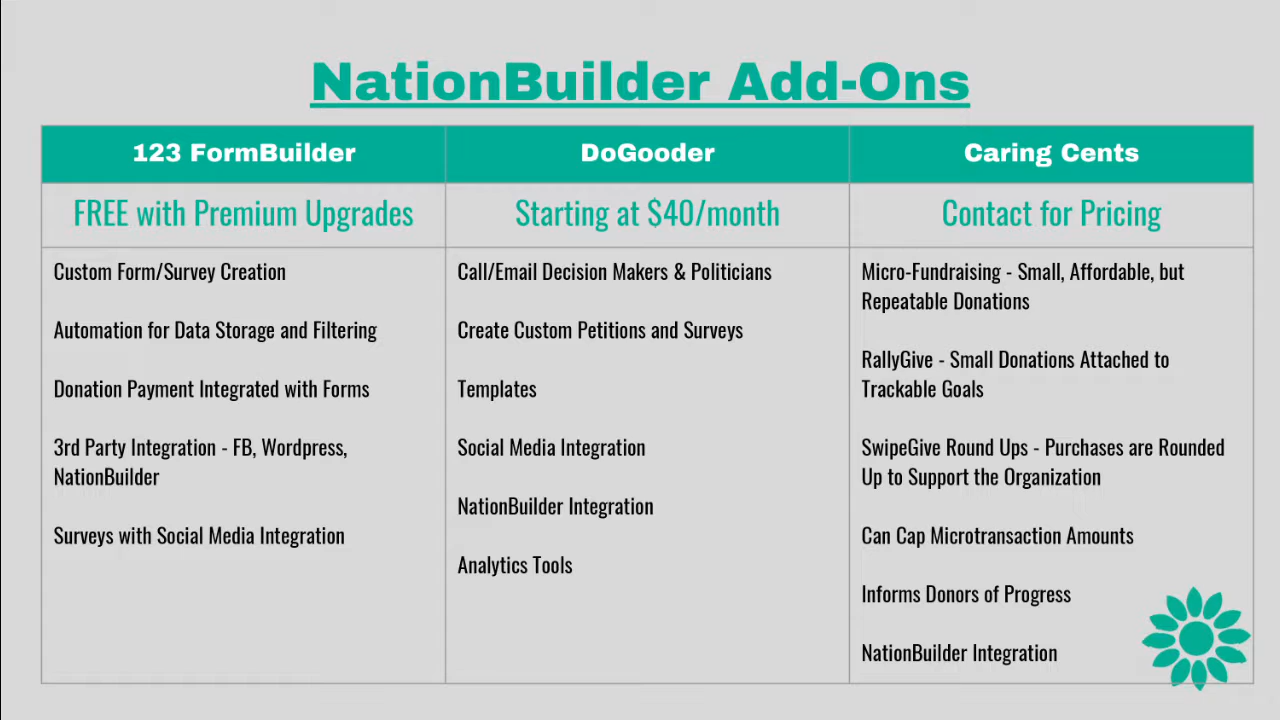 NationBuilder Add-Ons
123 FormBuilder
DoGooder
Caring Cents
FREE with Premium Upgrades
Starting at $40/month
Contact for Pricing
Custom Form/Survey Creation
Automation for Data Storage and Filtering
Donation Payment Integrated with Forms
3rd Party Integration - FB, Wordpress,
NationBuilder
Surveys with Social Media Integration
Call/Email Decision Makers & Politicians
Create Custom Petitions and Surveys
Templates
Social Media Integration
NationBuilder Integration
Analytics Tools
Micro-Fundraising - Small, Affordable, but
Repeatable Donations
RallyGive - Small Donations Attached to
Trackable Goals
SwipeGive Round Ups - Purchases are Rounded
Up to Support the Organization
Can Cap Microtransaction Amounts
Informs Donors of Progress
NationBuilder Integration